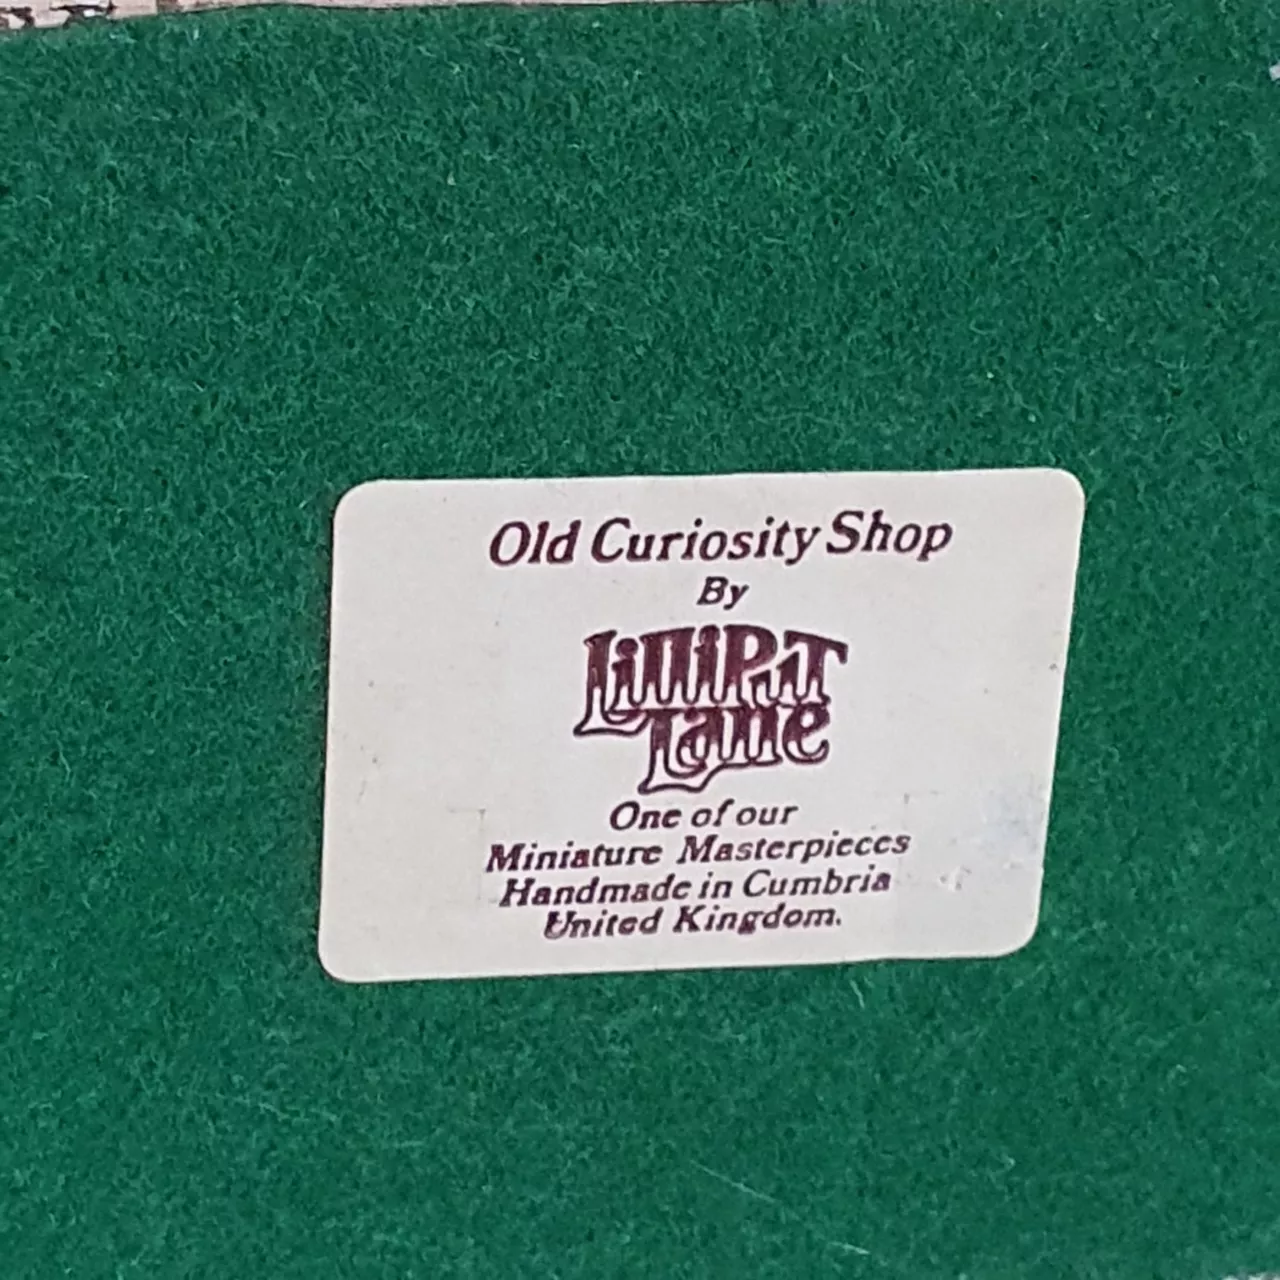 Old Curiosity Shop
By
LilliPuT
Lane
One of our
Miniature Masterpieces
Handmade in Cumbria
United Kingdom.